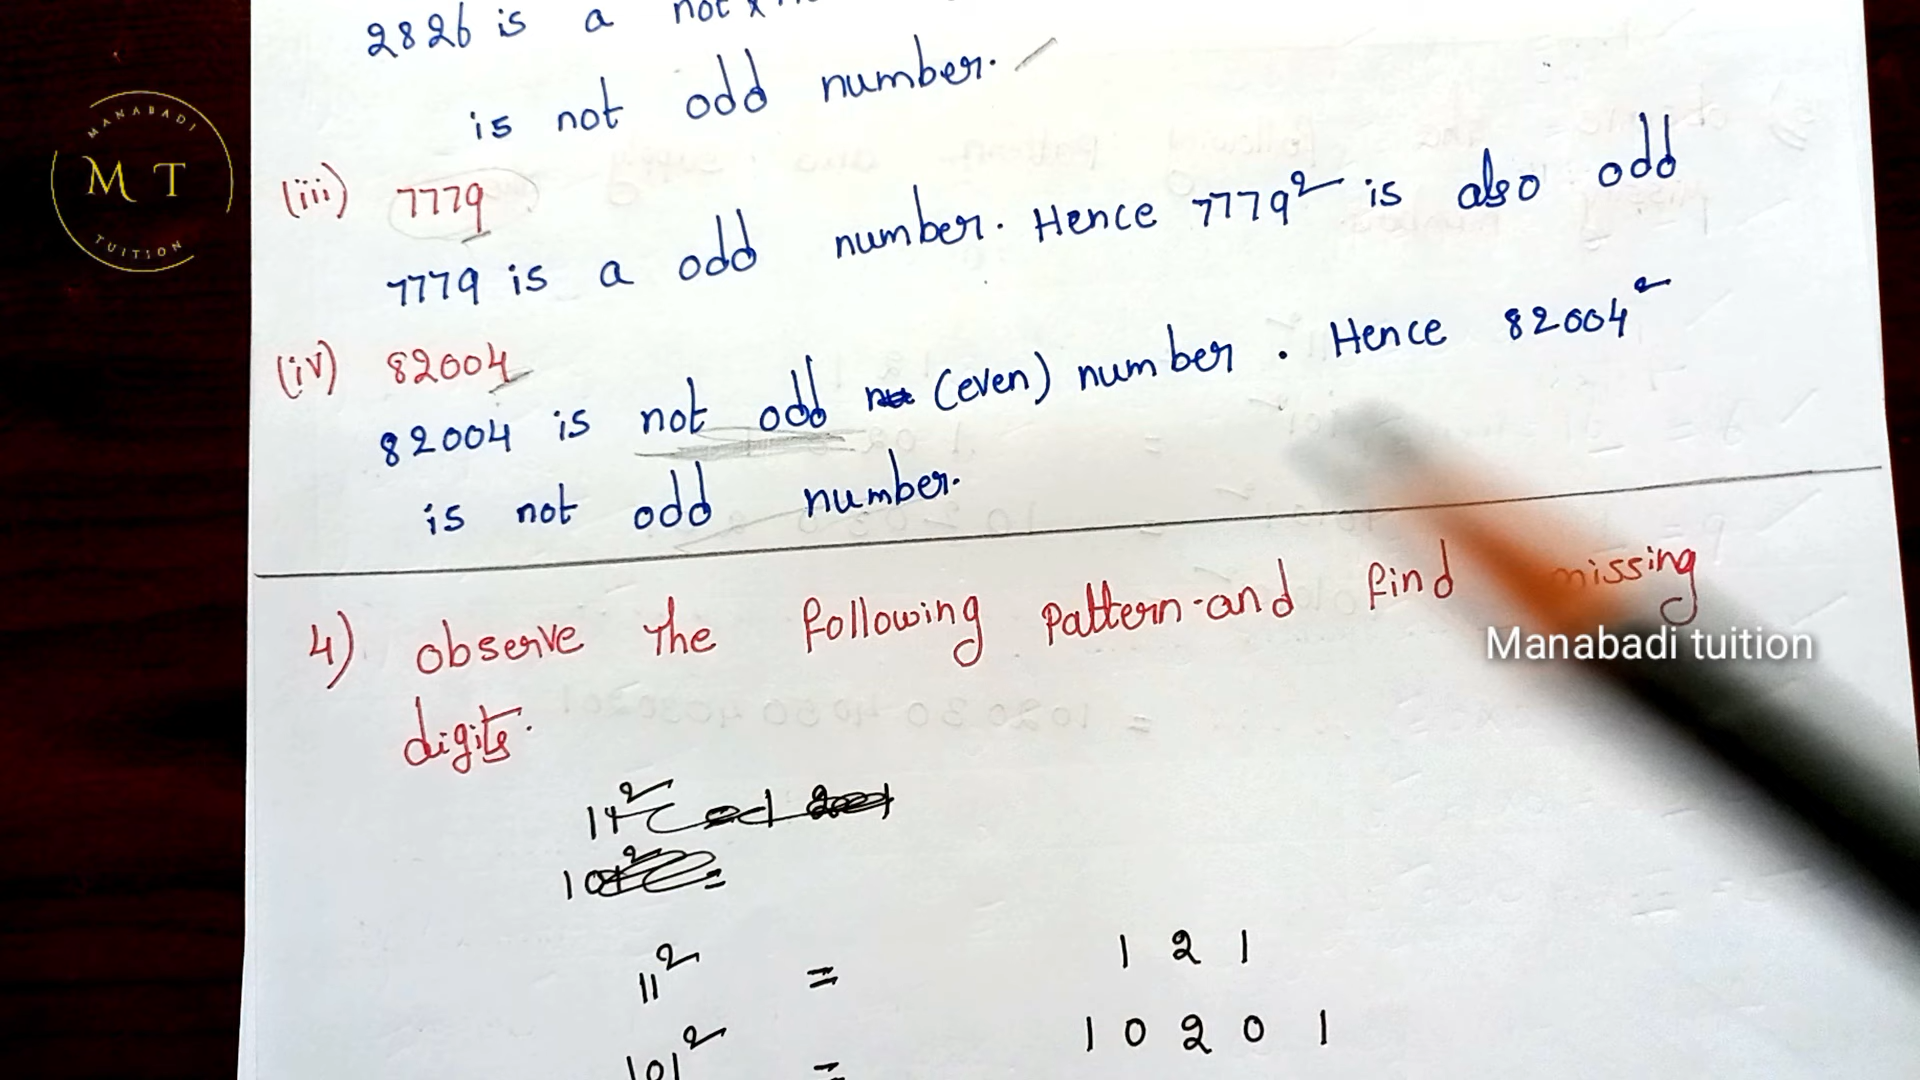 2826 is a not
is not odd number.
(iii) 7779
7779 is a odd number. Hence 7779² is also odd
(iv) 82004
82004 is not odd (even) number. Hence 82004²
is not odd number.
4) observe the following pattern and find missing
digits.
11² = 1 2 1
101² = 1 0 2 0 1
MANABADI
M T
TUITION
Manabadi tuition